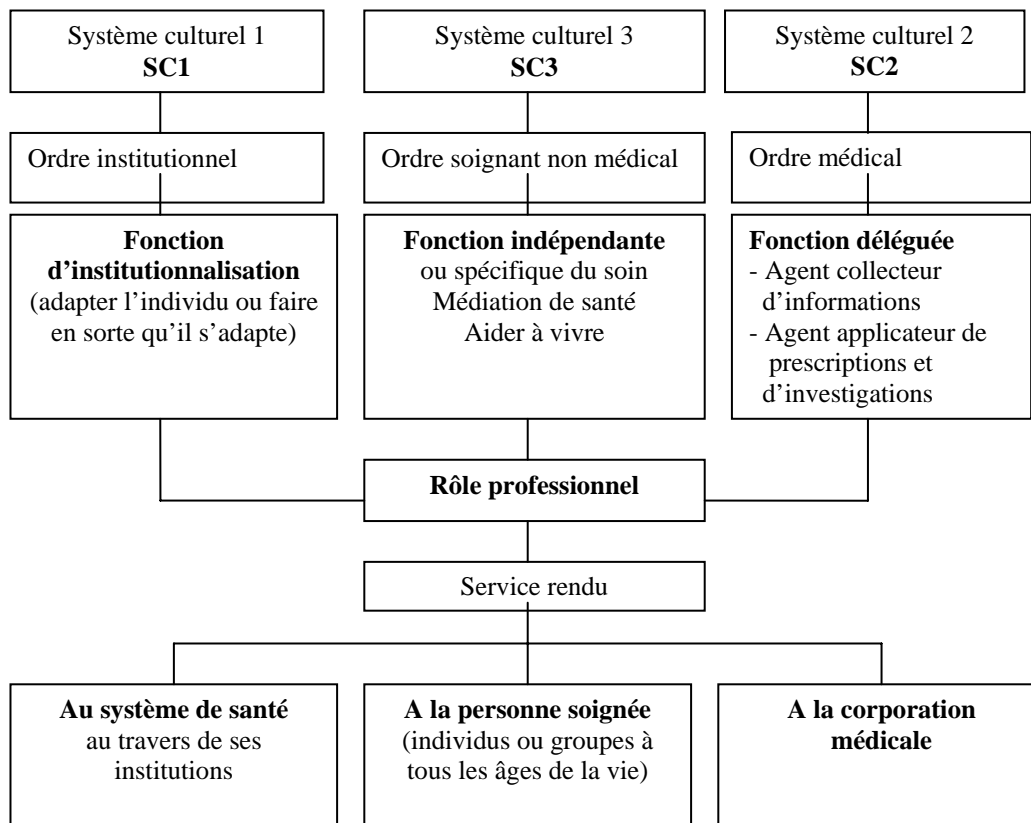 Système culturel 1
SC1
Système culturel 3
SC3
Système culturel 2
SC2
Ordre institutionnel
Ordre soignant non médical
Ordre médical
Fonction
d’institutionnalisation
(adapter l’individu ou faire
en sorte qu’il s’adapte)
Fonction indépendante
ou spécifique du soin
Médiation de santé
Aider à vivre
Fonction déléguée
- Agent collecteur
d’informations
- Agent applicateur de
prescriptions et
d’investigations
Rôle professionnel
Service rendu
Au système de santé
au travers de ses
institutions
A la personne soignée
(individus ou groupes à
tous les âges de la vie)
A la corporation
médicale